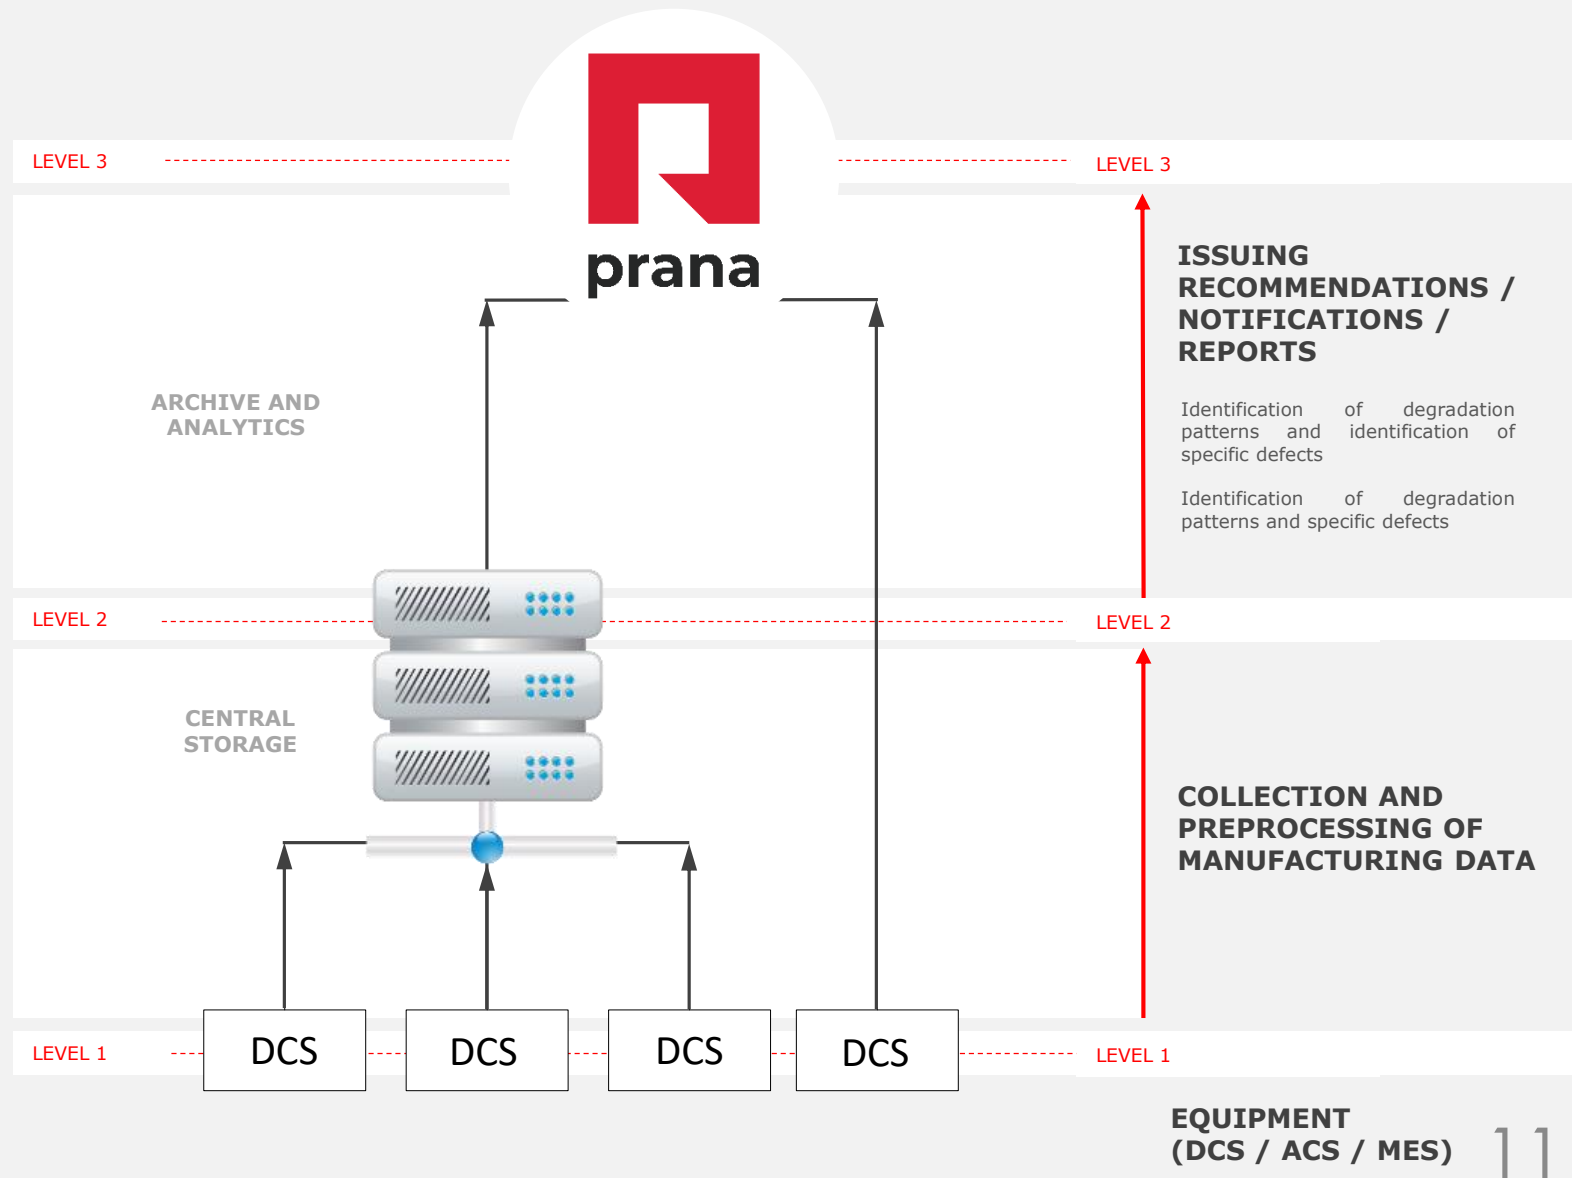 prana
LEVEL 3
LEVEL 3
ISSUING
RECOMMENDATIONS /
NOTIFICATIONS /
REPORTS
ARCHIVE AND
ANALYTICS
Identification of degradation
patterns and identification of
specific defects
Identification of degradation
patterns and specific defects
LEVEL 2
LEVEL 2
CENTRAL
STORAGE
COLLECTION AND
PREPROCESSING OF
MANUFACTURING DATA
LEVEL 1
DCS
DCS
DCS
DCS
LEVEL 1
EQUIPMENT
(DCS / ACS / MES)
11